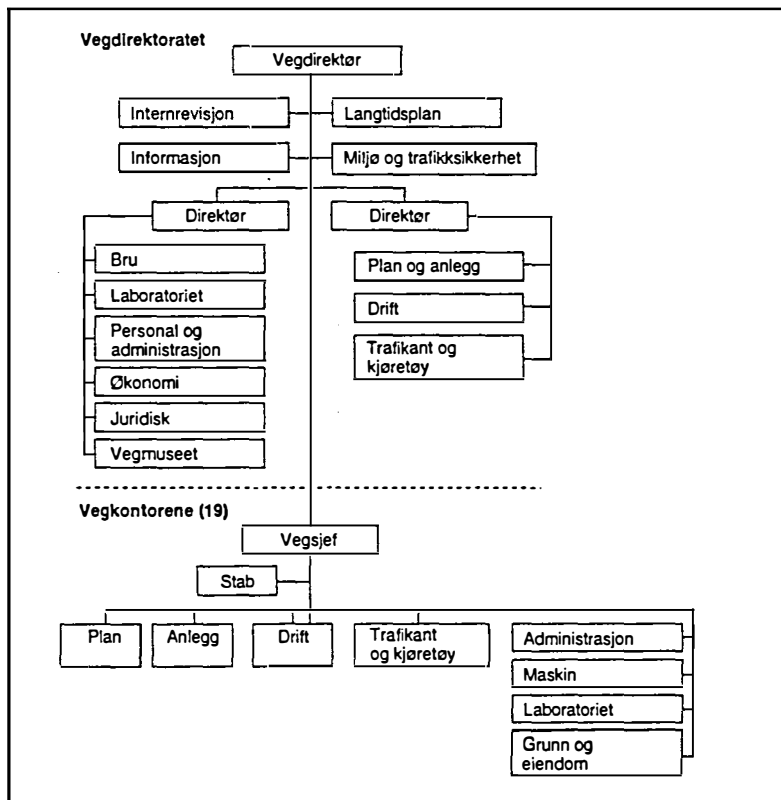 Vegdirektoratet
Vegdirektør
Internrevisjon
Langtidsplan
Informasjon
Miljø og trafikksikkerhet
Direktør
Direktør
Bru
Laboratoriet
Personal og
administrasjon
Økonomi
Juridisk
Vegmuseet
Plan og anlegg
Drift
Trafikant og
kjøretøy
Vegkontorene (19)
Vegsjef
Stab
Plan
Anlegg
Drift
Trafikant
og kjøretøy
Administrasjon
Maskin
Laboratoriet
Grunn og
eiendom